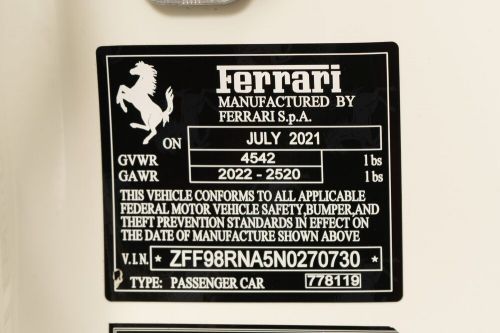 Ferrari
MANUFACTURED BY
FERRARI S.p.A.
ON JULY 2021
GVWR 4542 lbs
GAWR 2022 - 2520 lbs
THIS VEHICLE CONFORMS TO ALL APPLICABLE
FEDERAL MOTOR VEHICLE SAFETY,BUMPER,AND
THEFT PREVENTION STANDARDS IN EFFECT ON
THE DATE OF MANUFACTURE SHOWN ABOVE
V.I.N. * ZFF98RNA5N0270730 *
TYPE: PASSENGER CAR 778119